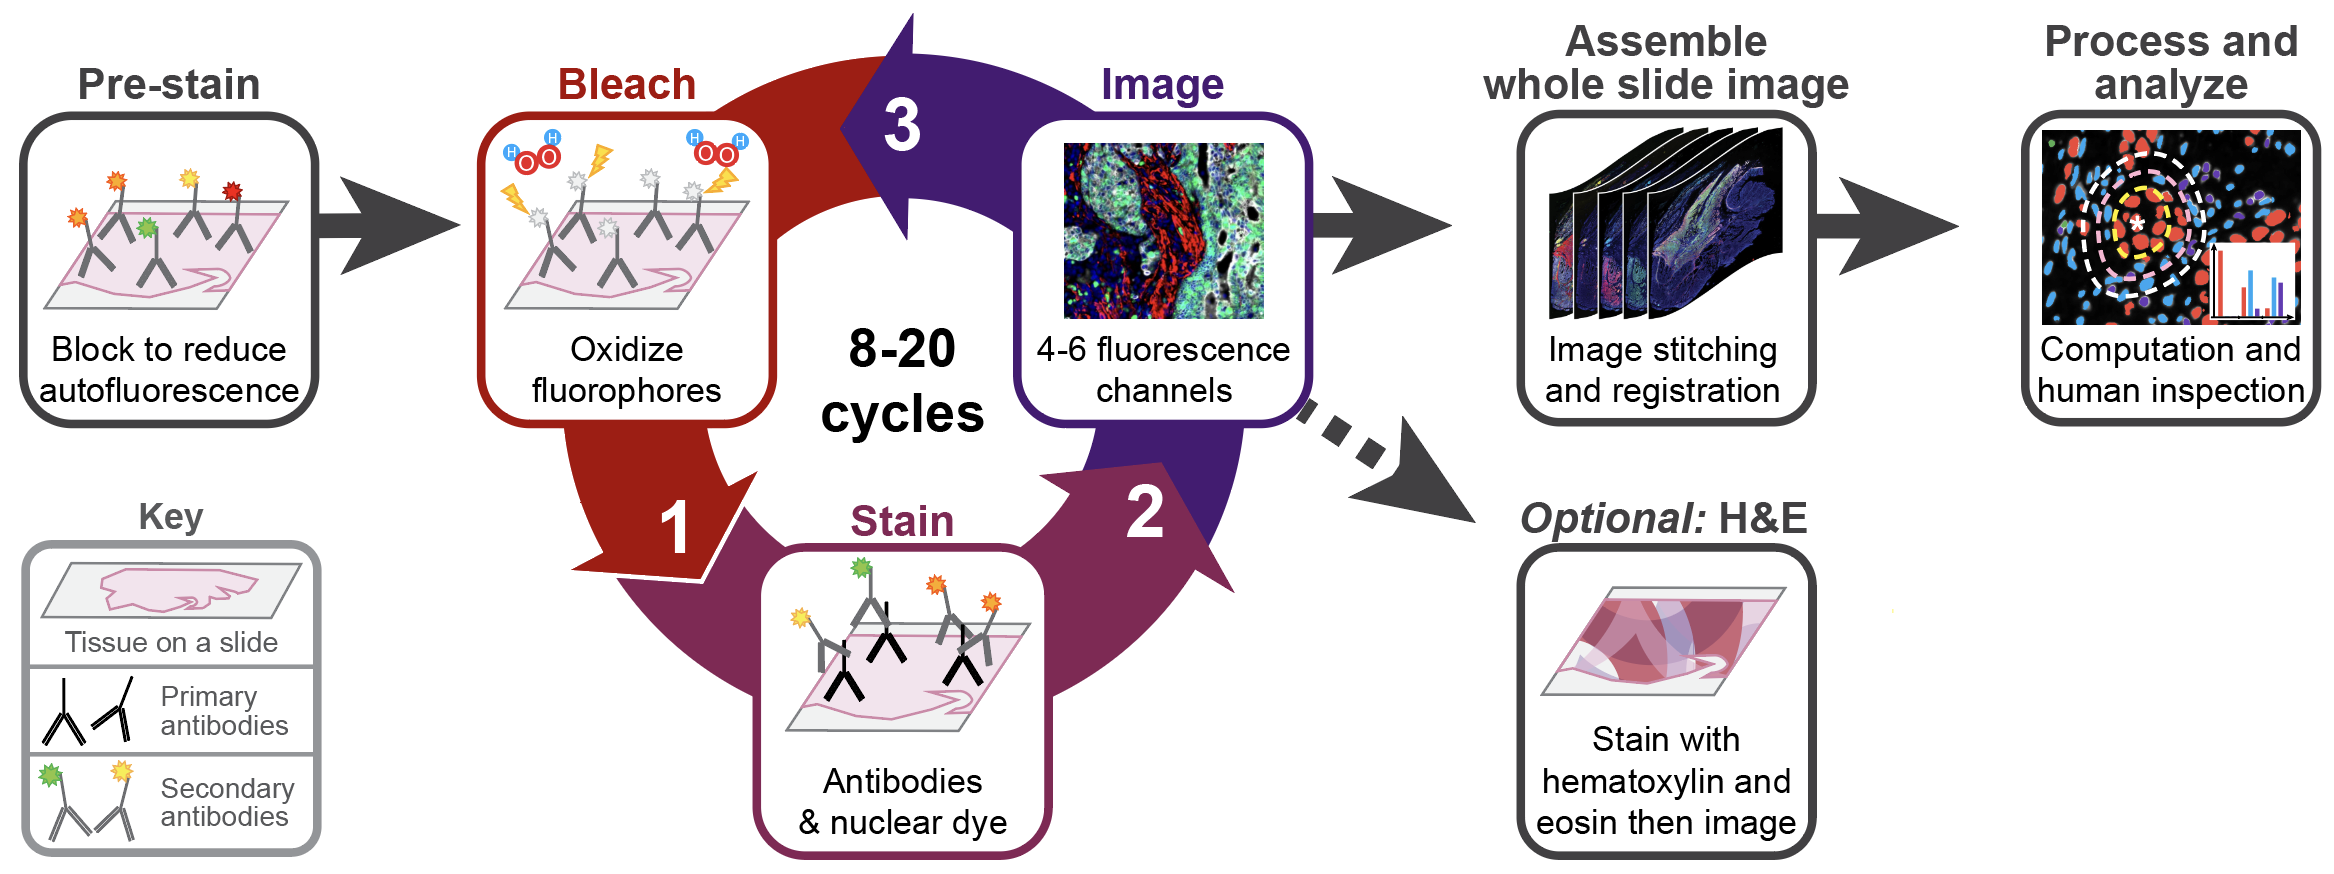 Pre-stain
Block to reduce
autofluorescence
Bleach
H
O
O
H
H
O
O
H
Oxidize
fluorophores
3
Image
4-6 fluorescence
channels
8-20
cycles
1
2
Stain
Antibodies
& nuclear dye
Assemble
whole slide image
Image stitching
and registration
Process and
analyze
*
Computation and
human inspection
Optional: H&E
Stain with
hematoxylin and
eosin then image
Key
Tissue on a slide
Primary
antibodies
Secondary
antibodies